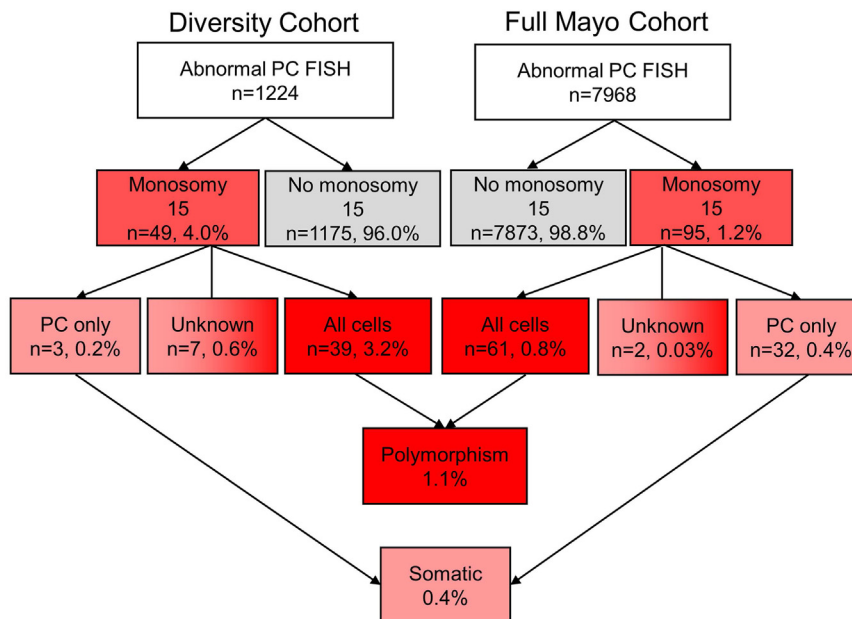 Diversity Cohort
Full Mayo Cohort
Abnormal PC FISH
n=1224
Abnormal PC FISH
n=7968
Monosomy
15
n=49, 4.0%
No monosomy
15
n=1175, 96.0%
No monosomy
15
n=7873, 98.8%
Monosomy
15
n=95, 1.2%
PC only
n=3, 0.2%
Unknown
n=7, 0.6%
All cells
n=39, 3.2%
All cells
n=61, 0.8%
Unknown
n=2, 0.03%
PC only
n=32, 0.4%
Polymorphism
1.1%
Somatic
0.4%